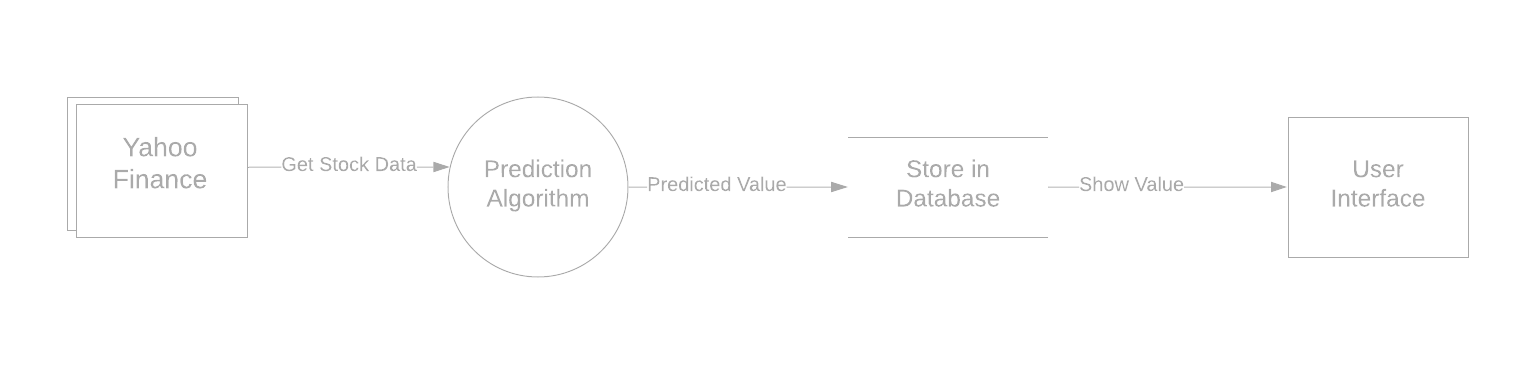 Yahoo
Finance
Get Stock Data
Prediction
Algorithm
Predicted Value
Store in
Database
Show Value
User
Interface